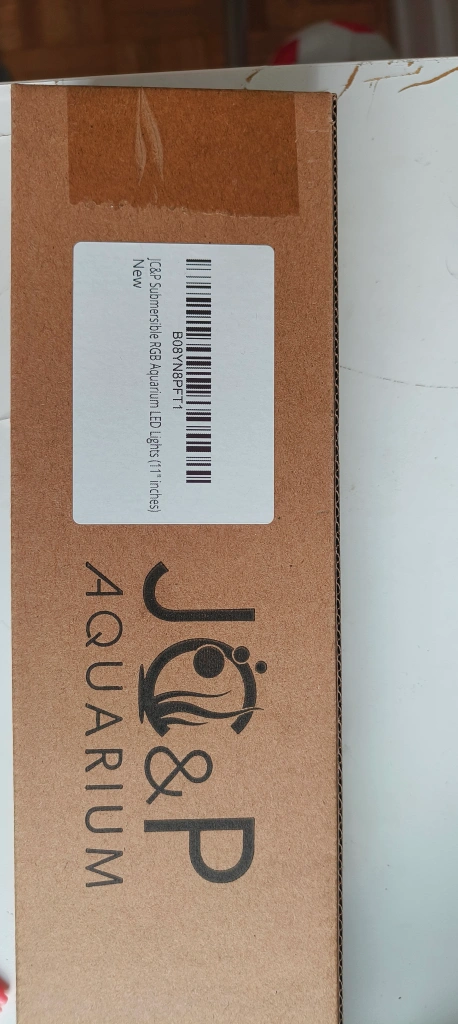 B08YN8PFT1
JC&P Submersible RGB Aquarium LED Lights (11" inches)
New
JC&P
AQUARIUM